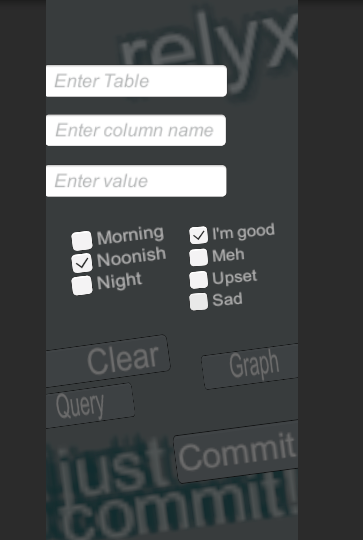 relyx
Enter Table
Enter column name
Enter value
Morning
Noonish
Night
I'm good
Meh
Upset
Sad
Clear
Graph
Query
Commit
just
commit!